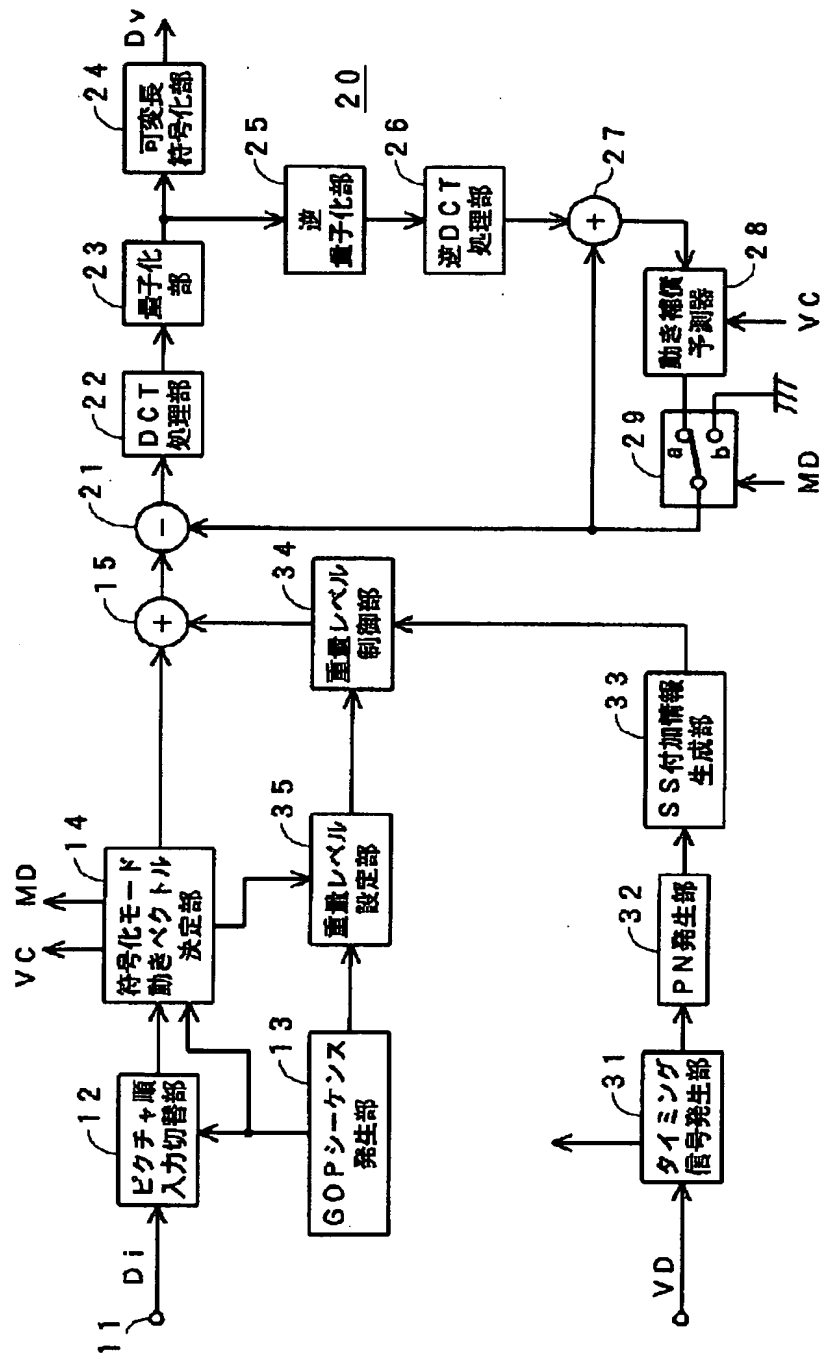 11
Di
12
ピクチャ順
入力切替部
13
GOPシーケンス
発生部
VC
MD
14
符号化モード
動きベクトル
決定部
35
重量レベル
設定部
34
重量レベル
制御部
15
+
21
-
22
DCT
処理部
23
量子化
部
24
可変長
符号化部
Dv
25
逆
量子化部
20
26
逆DCT
処理部
27
+
28
動き補償
予測器
VC
29
a
b
MD
VD
31
タイミング
信号発生部
32
PN発生部
33
SS付加情報
生成部